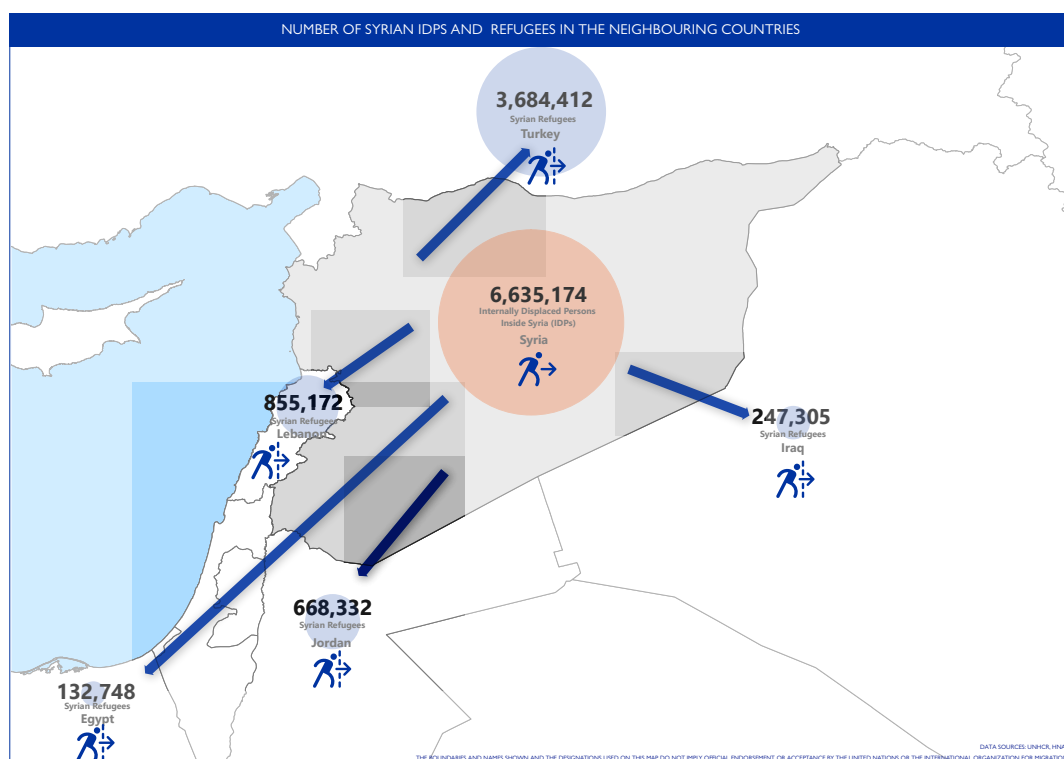 NUMBER OF SYRIAN IDPS AND REFUGEES IN THE NEIGHBOURING COUNTRIES
3,684,412
Syrian Refugees
Turkey
6,635,174
Internally Displaced Persons
Inside Syria (IDPs)
Syria
855,172
Syrian Refugees
Lebanon
247,305
Syrian Refugees
Iraq
668,332
Syrian Refugees
Jordan
132,748
Syrian Refugees
Egypt
DATA SOURCES: UNHCR, HNA
THE BOUNDARIES AND NAMES SHOWN AND THE DESIGNATIONS USED ON THIS MAP DO NOT IMPLY OFFICIAL ENDORSEMENT OR ACCEPTANCE BY THE UNITED NATIONS OR THE INTERNATIONAL ORGANIZATION FOR MIGRATIO